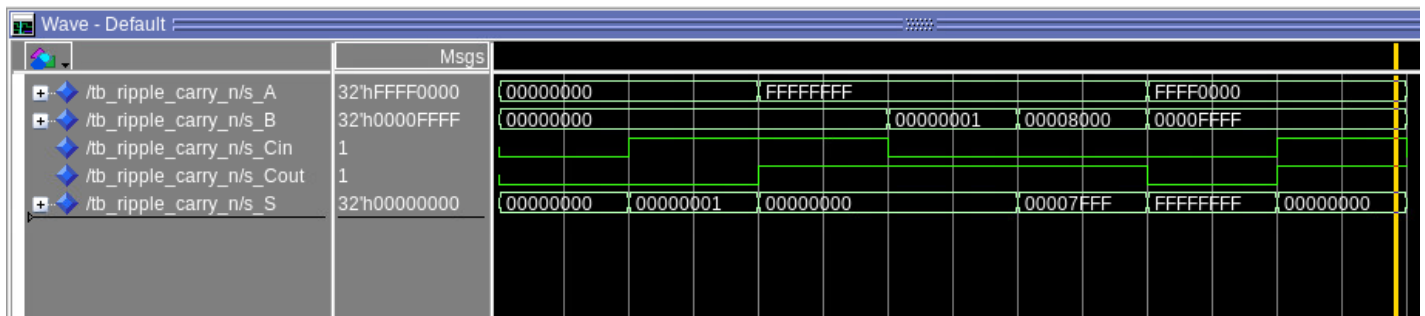 Wave - Default
Msgs
/tb_ripple_carry_n/s_A 32'hFFFF0000 00000000 FFFFFFFF FFFF0000
/tb_ripple_carry_n/s_B 32'h0000FFFF 00000000 00000001 00008000 0000FFFF
/tb_ripple_carry_n/s_Cin 1
/tb_ripple_carry_n/s_Cout 1
/tb_ripple_carry_n/s_S 32'h00000000 00000000 00000001 00000000 00007FFF FFFFFFFF 00000000